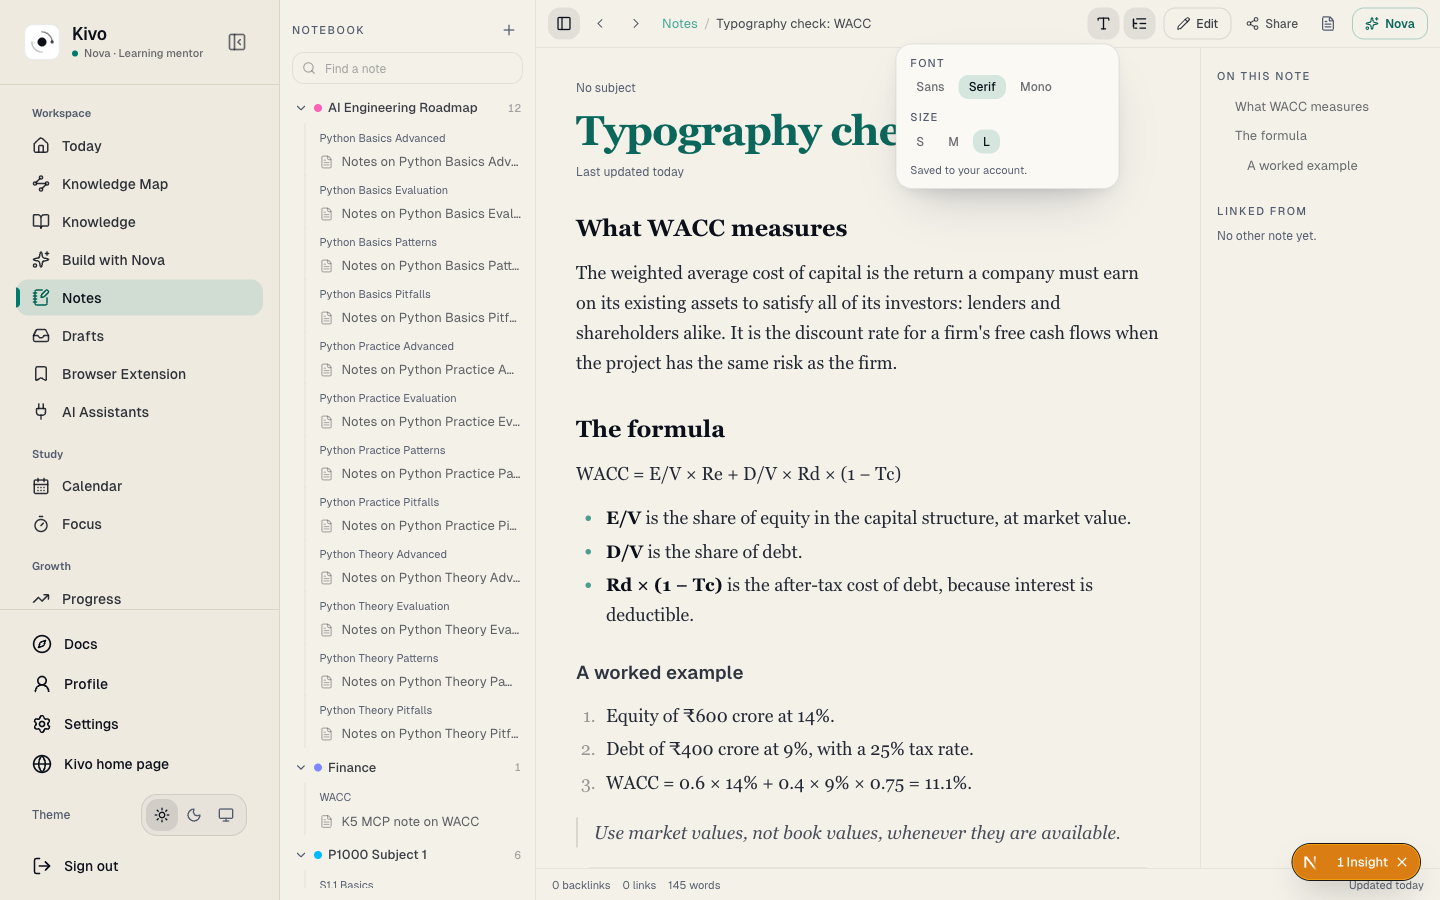 Kivo
Nova · Learning mentor
Workspace
Today
Knowledge Map
Knowledge
Build with Nova
Notes
Drafts
Browser Extension
AI Assistants
Study
Calendar
Focus
Growth
Progress
Docs
Profile
Settings
Kivo home page
Theme
Sign out
NOTEBOOK
Find a note
AI Engineering Roadmap 12
Python Basics Advanced
Notes on Python Basics Adv...
Python Basics Evaluation
Notes on Python Basics Eval...
Python Basics Patterns
Notes on Python Basics Patt...
Python Basics Pitfalls
Notes on Python Basics Pitf...
Python Practice Advanced
Notes on Python Practice A...
Python Practice Evaluation
Notes on Python Practice Ev...
Python Practice Patterns
Notes on Python Practice Pa...
Python Practice Pitfalls
Notes on Python Practice Pi...
Python Theory Advanced
Notes on Python Theory Adv...
Python Theory Evaluation
Notes on Python Theory Eva...
Python Theory Patterns
Notes on Python Theory Pa...
Python Theory Pitfalls
Notes on Python Theory Pitf...
Finance 1
WACC
K5 MCP note on WACC
P1000 Subject 1 6
S1.1 Basics
Notes / Typography check: WACC
Edit
Share
Nova
FONT
Sans Serif Mono
SIZE
S M L
Saved to your account.
No subject
Typography che
Last updated today
What WACC measures
The weighted average cost of capital is the return a company must earn
on its existing assets to satisfy all of its investors: lenders and
shareholders alike. It is the discount rate for a firm's free cash flows when
the project has the same risk as the firm.
The formula
WACC = E/V × Re + D/V × Rd × (1 − Tc)
• E/V is the share of equity in the capital structure, at market value.
• D/V is the share of debt.
• Rd × (1 − Tc) is the after-tax cost of debt, because interest is
deductible.
A worked example
1. Equity of ₹600 crore at 14%.
2. Debt of ₹400 crore at 9%, with a 25% tax rate.
3. WACC = 0.6 × 14% + 0.4 × 9% × 0.75 = 11.1%.
Use market values, not book values, whenever they are available.
0 backlinks 0 links 145 words
ON THIS NOTE
What WACC measures
The formula
A worked example
LINKED FROM
No other note yet.
1 Insight
Updated today